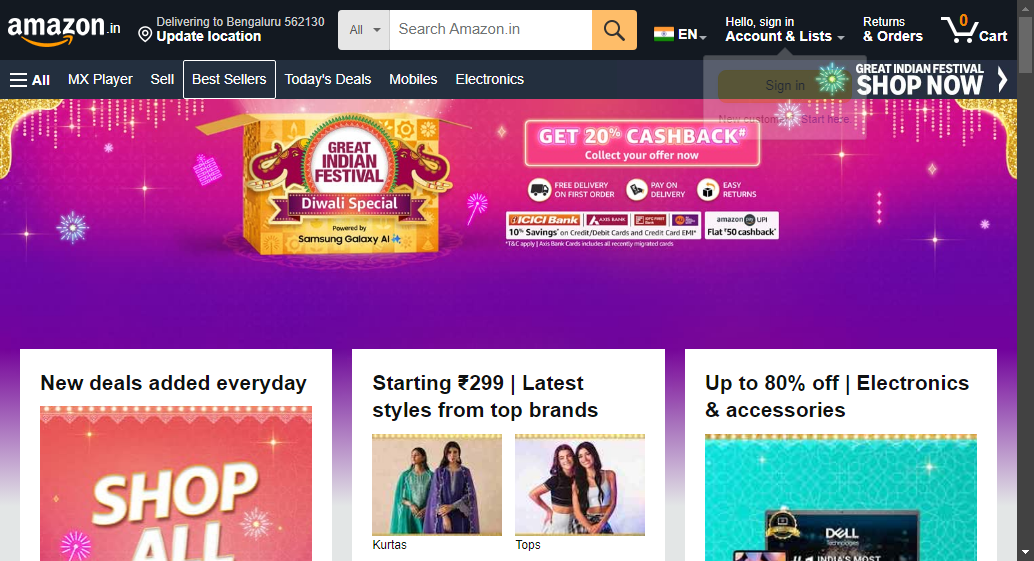 amazon.in
Delivering to Bengaluru 562130
Update location
All
Search Amazon.in
EN
Hello, sign in
Account & Lists
Returns
& Orders
0
Cart
All
MX Player
Sell
Best Sellers
Today's Deals
Mobiles
Electronics
Sign in
New customer? Start here.
GREAT INDIAN FESTIVAL
SHOP NOW
GREAT
INDIAN
FESTIVAL
Diwali Special
Powered by
Samsung Galaxy AI
GET 20% CASHBACK#
Collect your offer now
FREE DELIVERY
ON FIRST ORDER
PAY ON
DELIVERY
EASY
RETURNS
ICICI Bank
AXIS BANK
IDFC FIRST
Bank
10% Savings* on Credit/Debit Cards and Credit Card EMI*
*T&C apply | Axis Bank Cards includes all recently migrated cards
amazon pay UPI
Flat ₹50 cashback*
New deals added everyday
SHOP
ALL
Starting ₹299 | Latest
styles from top brands
Kurtas
Tops
Up to 80% off | Electronics
& accessories
DELL
Technologies
INDIA'S MOST